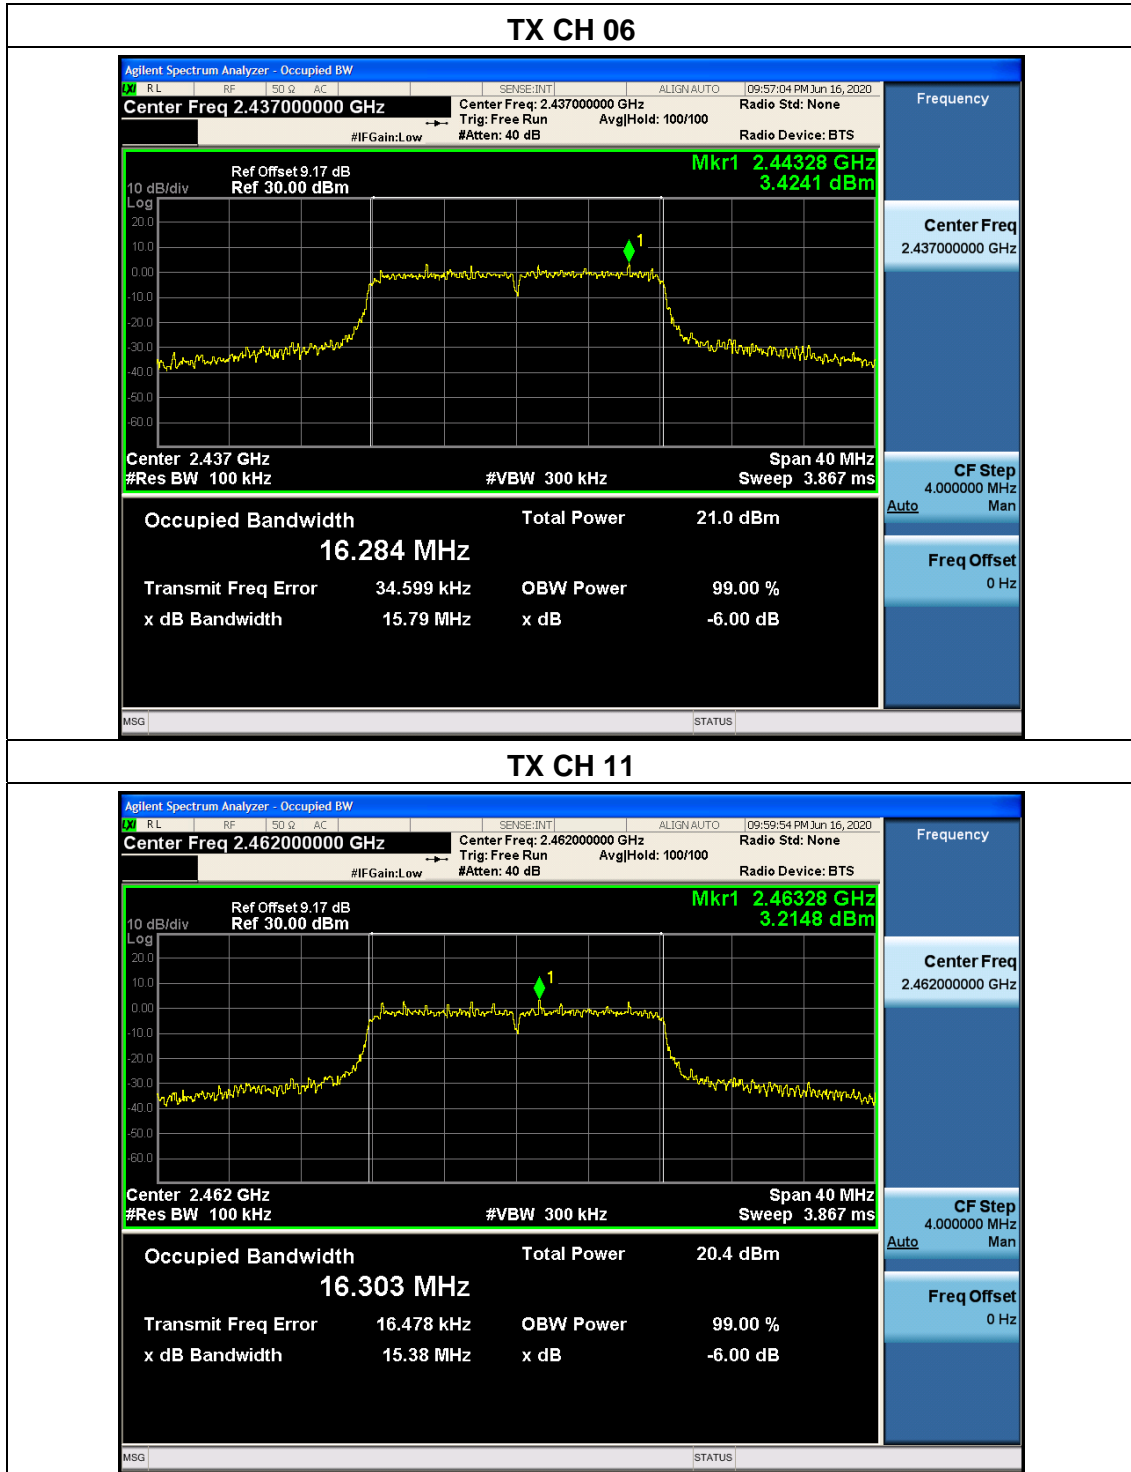 TX CH 06
Agilent Spectrum Analyzer - Occupied BW
LXI RL RF 50 Ω AC SENSE:INT ALIGN AUTO 09:57:04 PM Jun 16, 2020
Center Freq 2.437000000 GHz
Center Freq: 2.437000000 GHz
Radio Std: None
Trig: Free Run Avg|Hold: 100/100
#IFGain:Low
#Atten: 40 dB
Radio Device: BTS
Frequency
Mkr1 2.44328 GHz
3.4241 dBm
Ref Offset 9.17 dB
10 dB/div Ref 30.00 dBm
Log
20.0
10.0
0.00
-10.0
-20.0
-30.0
-40.0
-50.0
-60.0
1
Center 2.437 GHz Span 40 MHz
#Res BW 100 kHz #VBW 300 kHz Sweep 3.867 ms
Center Freq
2.437000000 GHz
CF Step
4.000000 MHz
Auto Man
Freq Offset
0 Hz
Occupied Bandwidth Total Power 21.0 dBm
16.284 MHz
Transmit Freq Error 34.599 kHz OBW Power 99.00 %
x dB Bandwidth 15.79 MHz x dB -6.00 dB
MSG STATUS
TX CH 11
Agilent Spectrum Analyzer - Occupied BW
LXI RL RF 50 Ω AC SENSE:INT ALIGN AUTO 09:59:54 PM Jun 16, 2020
Center Freq 2.462000000 GHz
Center Freq: 2.462000000 GHz
Radio Std: None
Trig: Free Run Avg|Hold: 100/100
#IFGain:Low
#Atten: 40 dB
Radio Device: BTS
Frequency
Mkr1 2.46328 GHz
3.2148 dBm
Ref Offset 9.17 dB
10 dB/div Ref 30.00 dBm
Log
20.0
10.0
0.00
-10.0
-20.0
-30.0
-40.0
-50.0
-60.0
1
Center 2.462 GHz Span 40 MHz
#Res BW 100 kHz #VBW 300 kHz Sweep 3.867 ms
Center Freq
2.462000000 GHz
CF Step
4.000000 MHz
Auto Man
Freq Offset
0 Hz
Occupied Bandwidth Total Power 20.4 dBm
16.303 MHz
Transmit Freq Error 16.478 kHz OBW Power 99.00 %
x dB Bandwidth 15.38 MHz x dB -6.00 dB
MSG STATUS